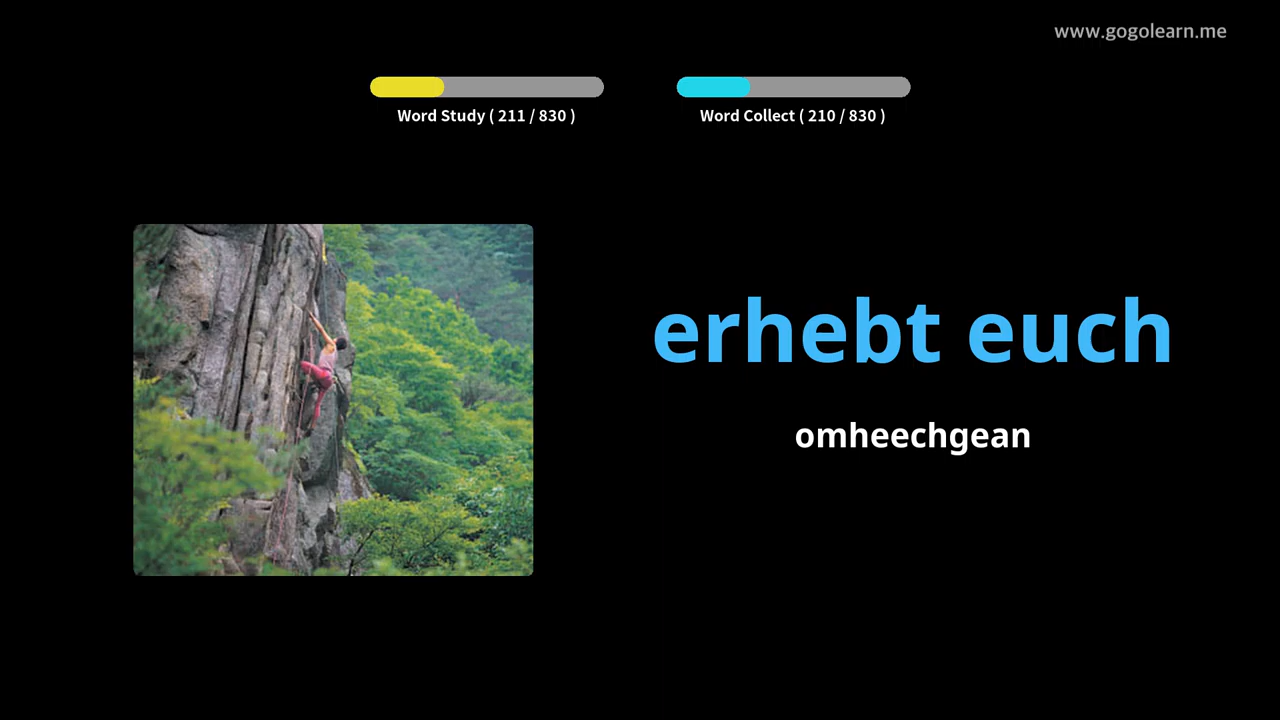 www.gogolearn.me
Word Study ( 211 / 830 )
Word Collect ( 210 / 830 )
erhebt euch
omheechgean